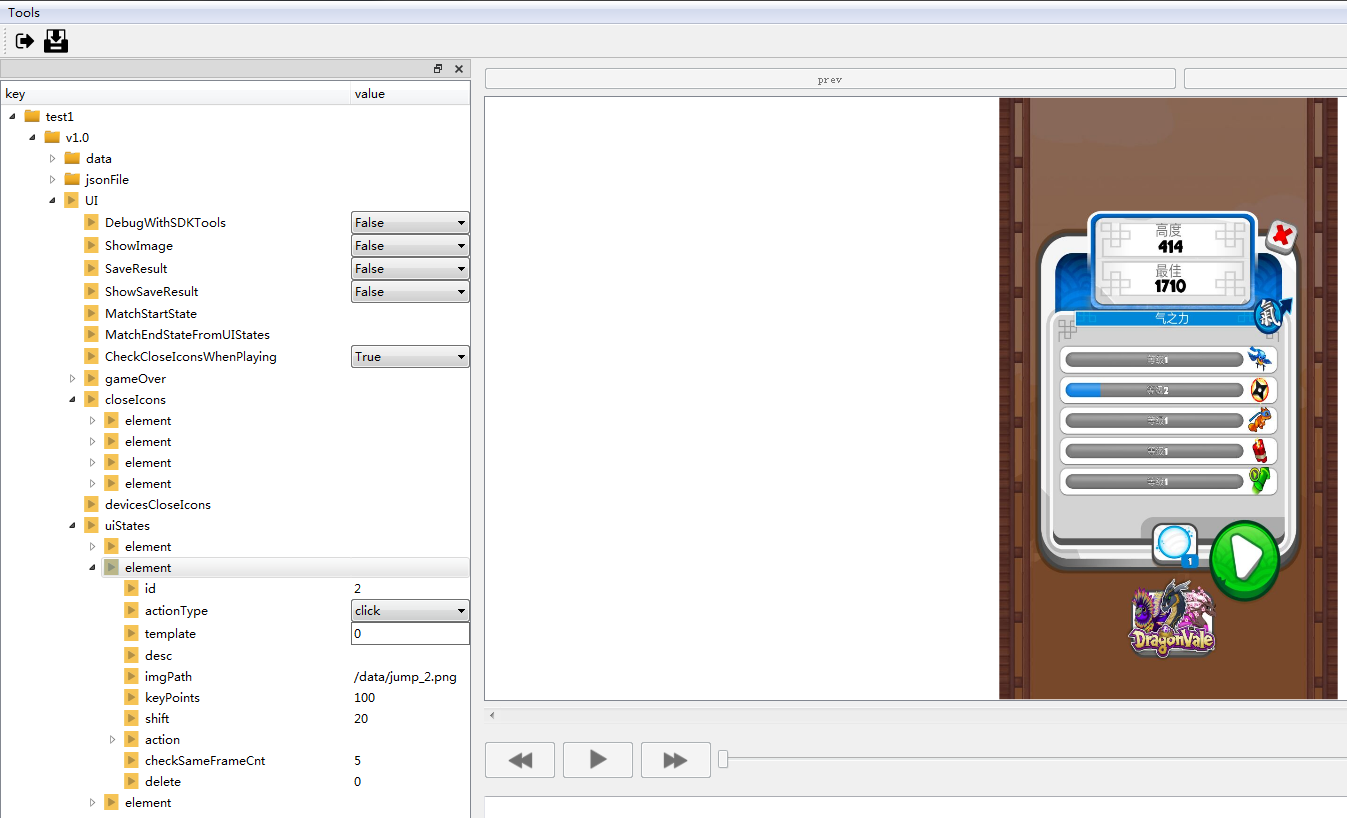 Tools
key value
test1
v1.0
data
jsonFile
UI
DebugWithSDKTools False
ShowImage False
SaveResult False
ShowSaveResult False
MatchStartState
MatchEndStateFromUIStates
CheckCloseIconsWhenPlaying True
gameOver
closeIcons
element
element
element
element
devicesCloseIcons
uiStates
element
element
id 2
actionType click
template 0
desc
imgPath /data/jump_2.png
keyPoints 100
shift 20
action
checkSameFrameCnt 5
delete 0
element
prev
高度
414
最佳
1710
气之力
氣
等级1
等级2
等级1
等级1
等级1
1
DragonVale